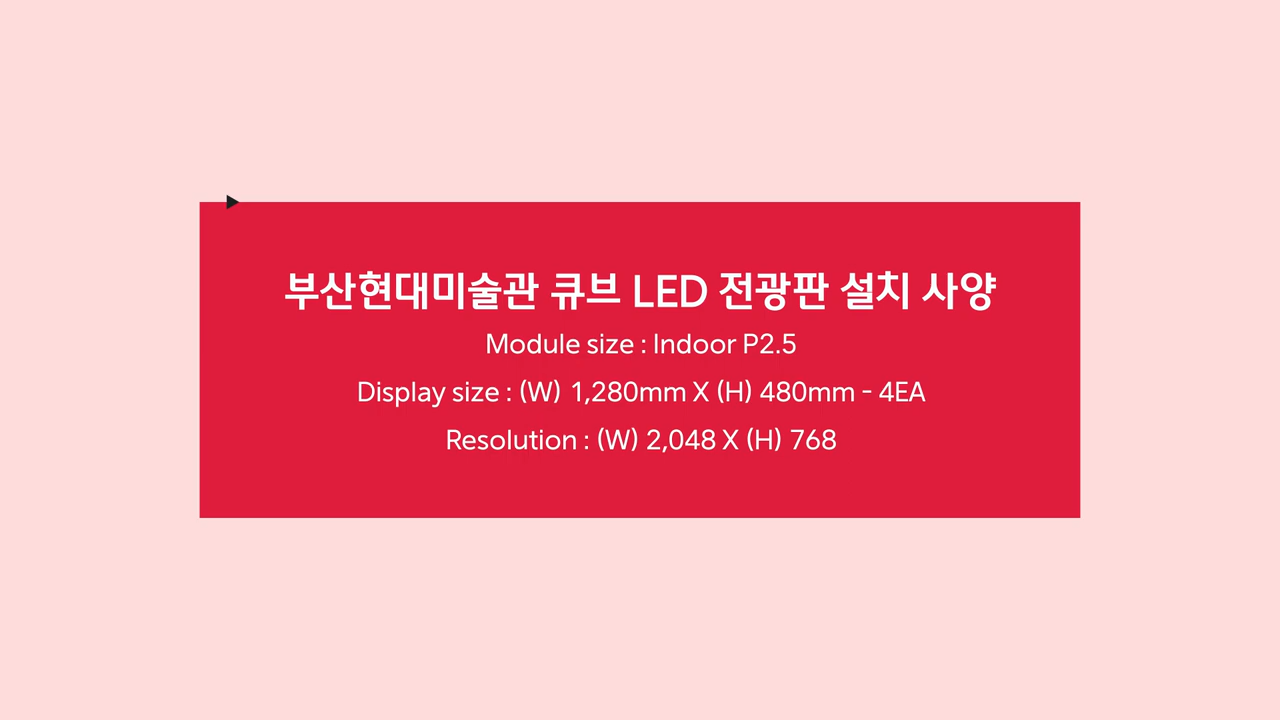 부산현대미술관 큐브 LED 전광판 설치 사양
Module size : Indoor P2.5
Display size : (W) 1,280mm X (H) 480mm - 4EA
Resolution : (W) 2,048 X (H) 768